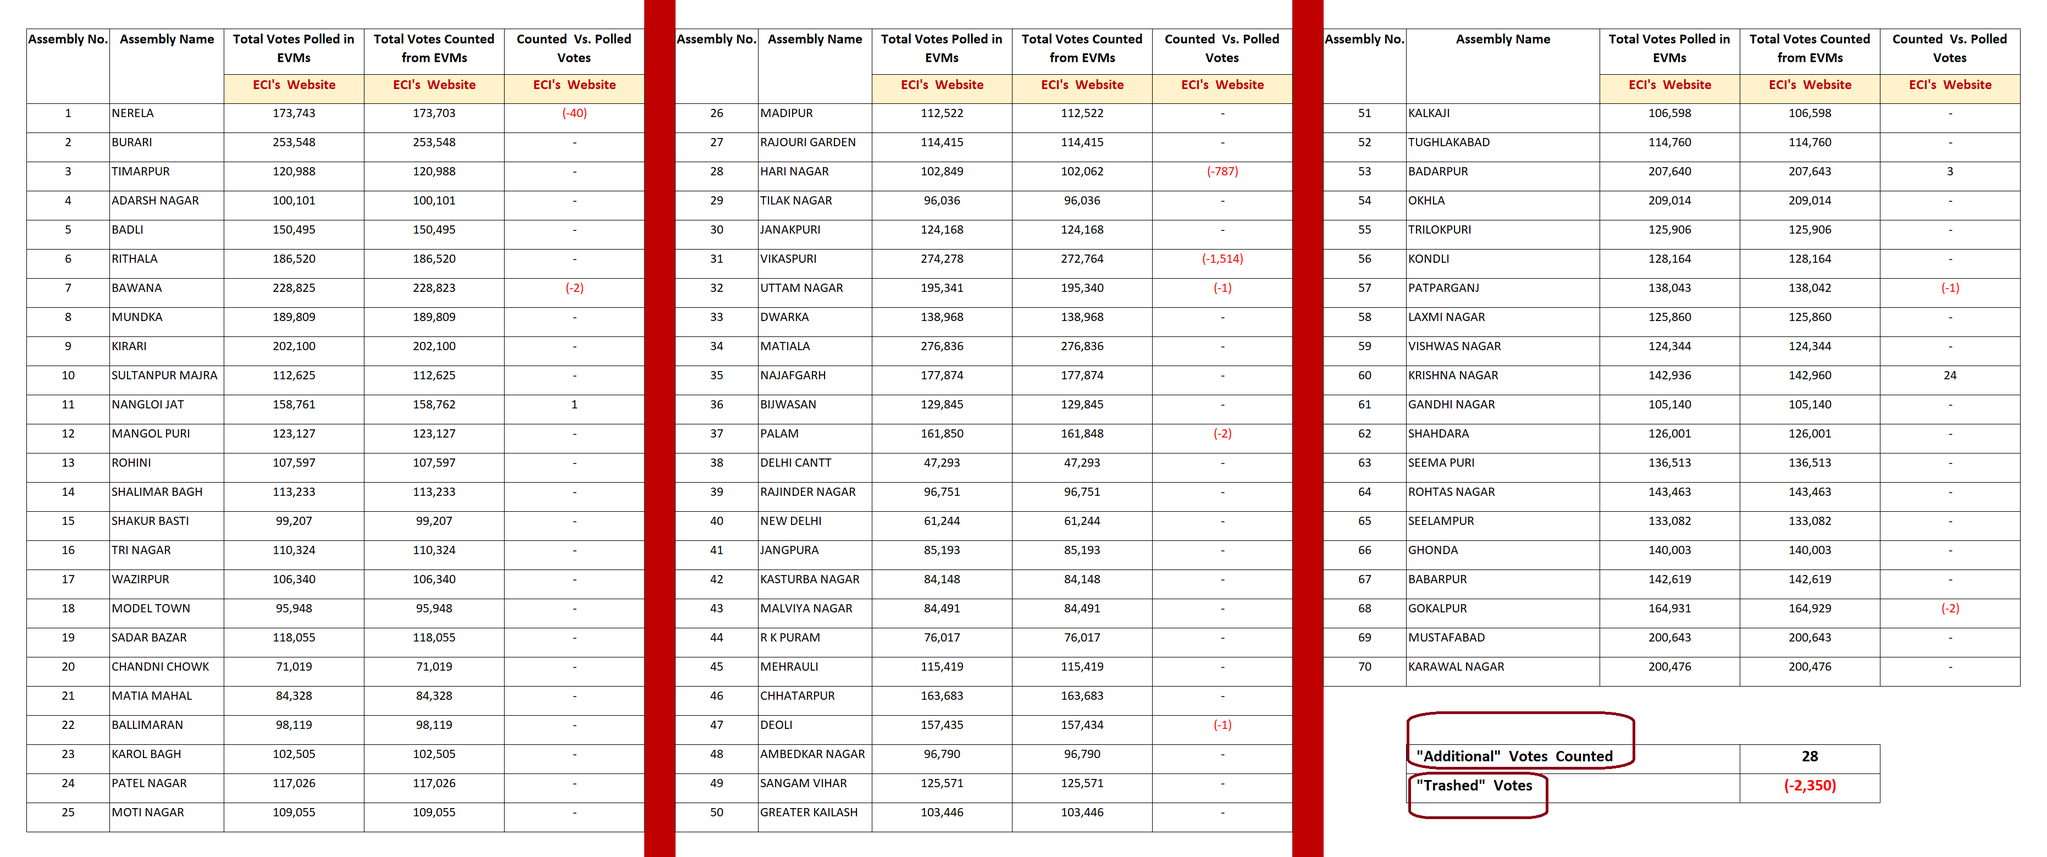 Assembly No. Assembly Name Total Votes Polled in EVMs Total Votes Counted from EVMs Counted Vs. Polled Votes
ECI's Website ECI's Website ECI's Website
1 NERELA 173,743 173,703 (-40)
2 BURARI 253,548 253,548 -
3 TIMARPUR 120,988 120,988 -
4 ADARSH NAGAR 100,101 100,101 -
5 BADLI 150,495 150,495 -
6 RITHALA 186,520 186,520 -
7 BAWANA 228,825 228,823 (-2)
8 MUNDKA 189,809 189,809 -
9 KIRARI 202,100 202,100 -
10 SULTANPUR MAJRA 112,625 112,625 -
11 NANGLOI JAT 158,761 158,762 1
12 MANGOL PURI 123,127 123,127 -
13 ROHINI 107,597 107,597 -
14 SHALIMAR BAGH 113,233 113,233 -
15 SHAKUR BASTI 99,207 99,207 -
16 TRI NAGAR 110,324 110,324 -
17 WAZIRPUR 106,340 106,340 -
18 MODEL TOWN 95,948 95,948 -
19 SADAR BAZAR 118,055 118,055 -
20 CHANDNI CHOWK 71,019 71,019 -
21 MATIA MAHAL 84,328 84,328 -
22 BALLIMARAN 98,119 98,119 -
23 KAROL BAGH 102,505 102,505 -
24 PATEL NAGAR 117,026 117,026 -
25 MOTI NAGAR 109,055 109,055 -
Assembly No. Assembly Name Total Votes Polled in EVMs Total Votes Counted from EVMs Counted Vs. Polled Votes
ECI's Website ECI's Website ECI's Website
26 MADIPUR 112,522 112,522 -
27 RAJOURI GARDEN 114,415 114,415 -
28 HARI NAGAR 102,849 102,062 (-787)
29 TILAK NAGAR 96,036 96,036 -
30 JANAKPURI 124,168 124,168 -
31 VIKASPURI 274,278 272,764 (-1,514)
32 UTTAM NAGAR 195,341 195,340 (-1)
33 DWARKA 138,968 138,968 -
34 MATIALA 276,836 276,836 -
35 NAJAFGARH 177,874 177,874 -
36 BIJWASAN 129,845 129,845 -
37 PALAM 161,850 161,848 (-2)
38 DELHI CANTT 47,293 47,293 -
39 RAJINDER NAGAR 96,751 96,751 -
40 NEW DELHI 61,244 61,244 -
41 JANGPURA 85,193 85,193 -
42 KASTURBA NAGAR 84,148 84,148 -
43 MALVIYA NAGAR 84,491 84,491 -
44 R K PURAM 76,017 76,017 -
45 MEHRAULI 115,419 115,419 -
46 CHHATARPUR 163,683 163,683 -
47 DEOLI 157,435 157,434 (-1)
48 AMBEDKAR NAGAR 96,790 96,790 -
49 SANGAM VIHAR 125,571 125,571 -
50 GREATER KAILASH 103,446 103,446 -
Assembly No. Assembly Name Total Votes Polled in EVMs Total Votes Counted from EVMs Counted Vs. Polled Votes
ECI's Website ECI's Website ECI's Website
51 KALKAJI 106,598 106,598 -
52 TUGHLAKABAD 114,760 114,760 -
53 BADARPUR 207,640 207,643 3
54 OKHLA 209,014 209,014 -
55 TRILOKPURI 125,906 125,906 -
56 KONDLI 128,164 128,164 -
57 PATPARGANJ 138,043 138,042 (-1)
58 LAXMI NAGAR 125,860 125,860 -
59 VISHWAS NAGAR 124,344 124,344 -
60 KRISHNA NAGAR 142,936 142,960 24
61 GANDHI NAGAR 105,140 105,140 -
62 SHAHDARA 126,001 126,001 -
63 SEEMA PURI 136,513 136,513 -
64 ROHTAS NAGAR 143,463 143,463 -
65 SEELAMPUR 133,082 133,082 -
66 GHONDA 140,003 140,003 -
67 BABARPUR 142,619 142,619 -
68 GOKALPUR 164,931 164,929 (-2)
69 MUSTAFABAD 200,643 200,643 -
70 KARAWAL NAGAR 200,476 200,476 -
"Additional" Votes Counted 28
"Trashed" Votes (-2,350)